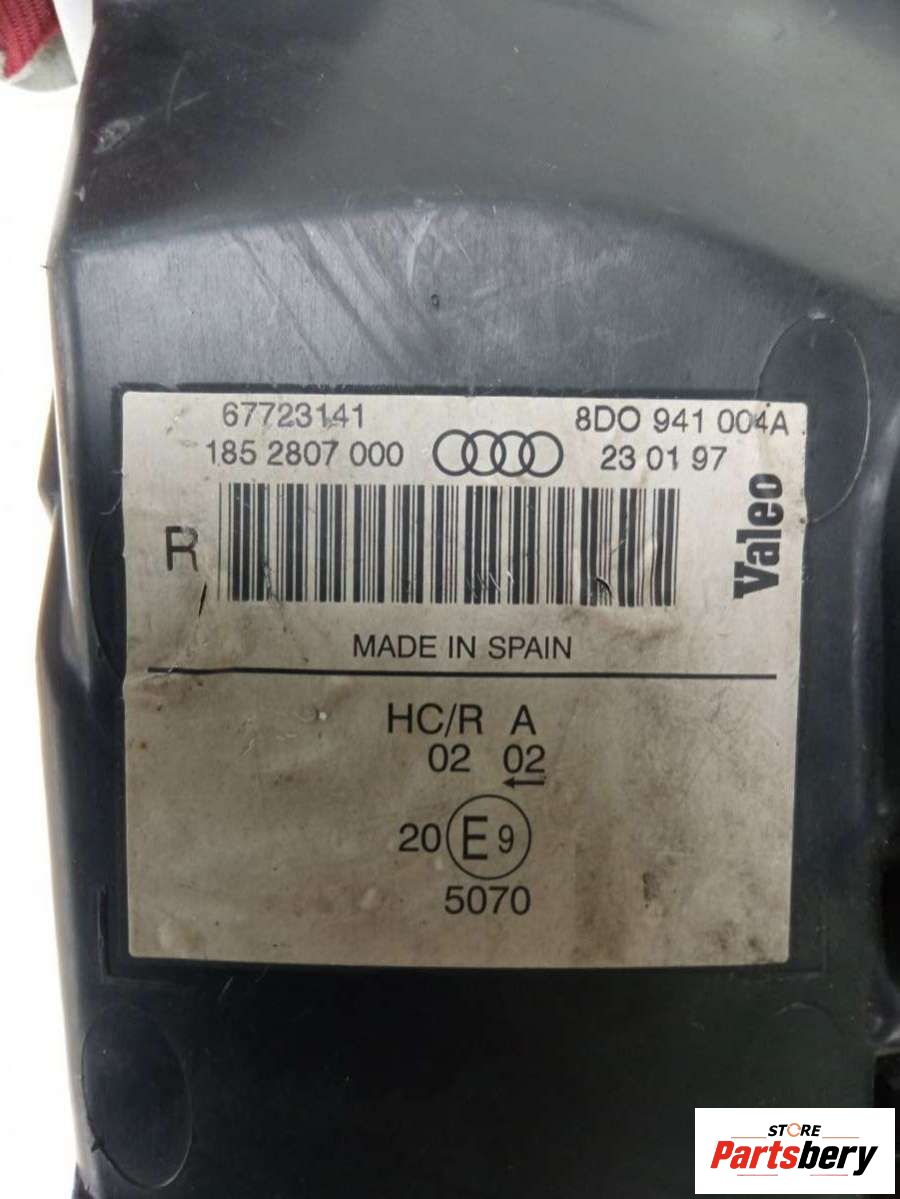 67723141 8DO 941 004A
185 2807 000 23 01 97
R Valeo
MADE IN SPAIN
HC/R A
02 02
20 E 9
5070
STORE
Partsbery